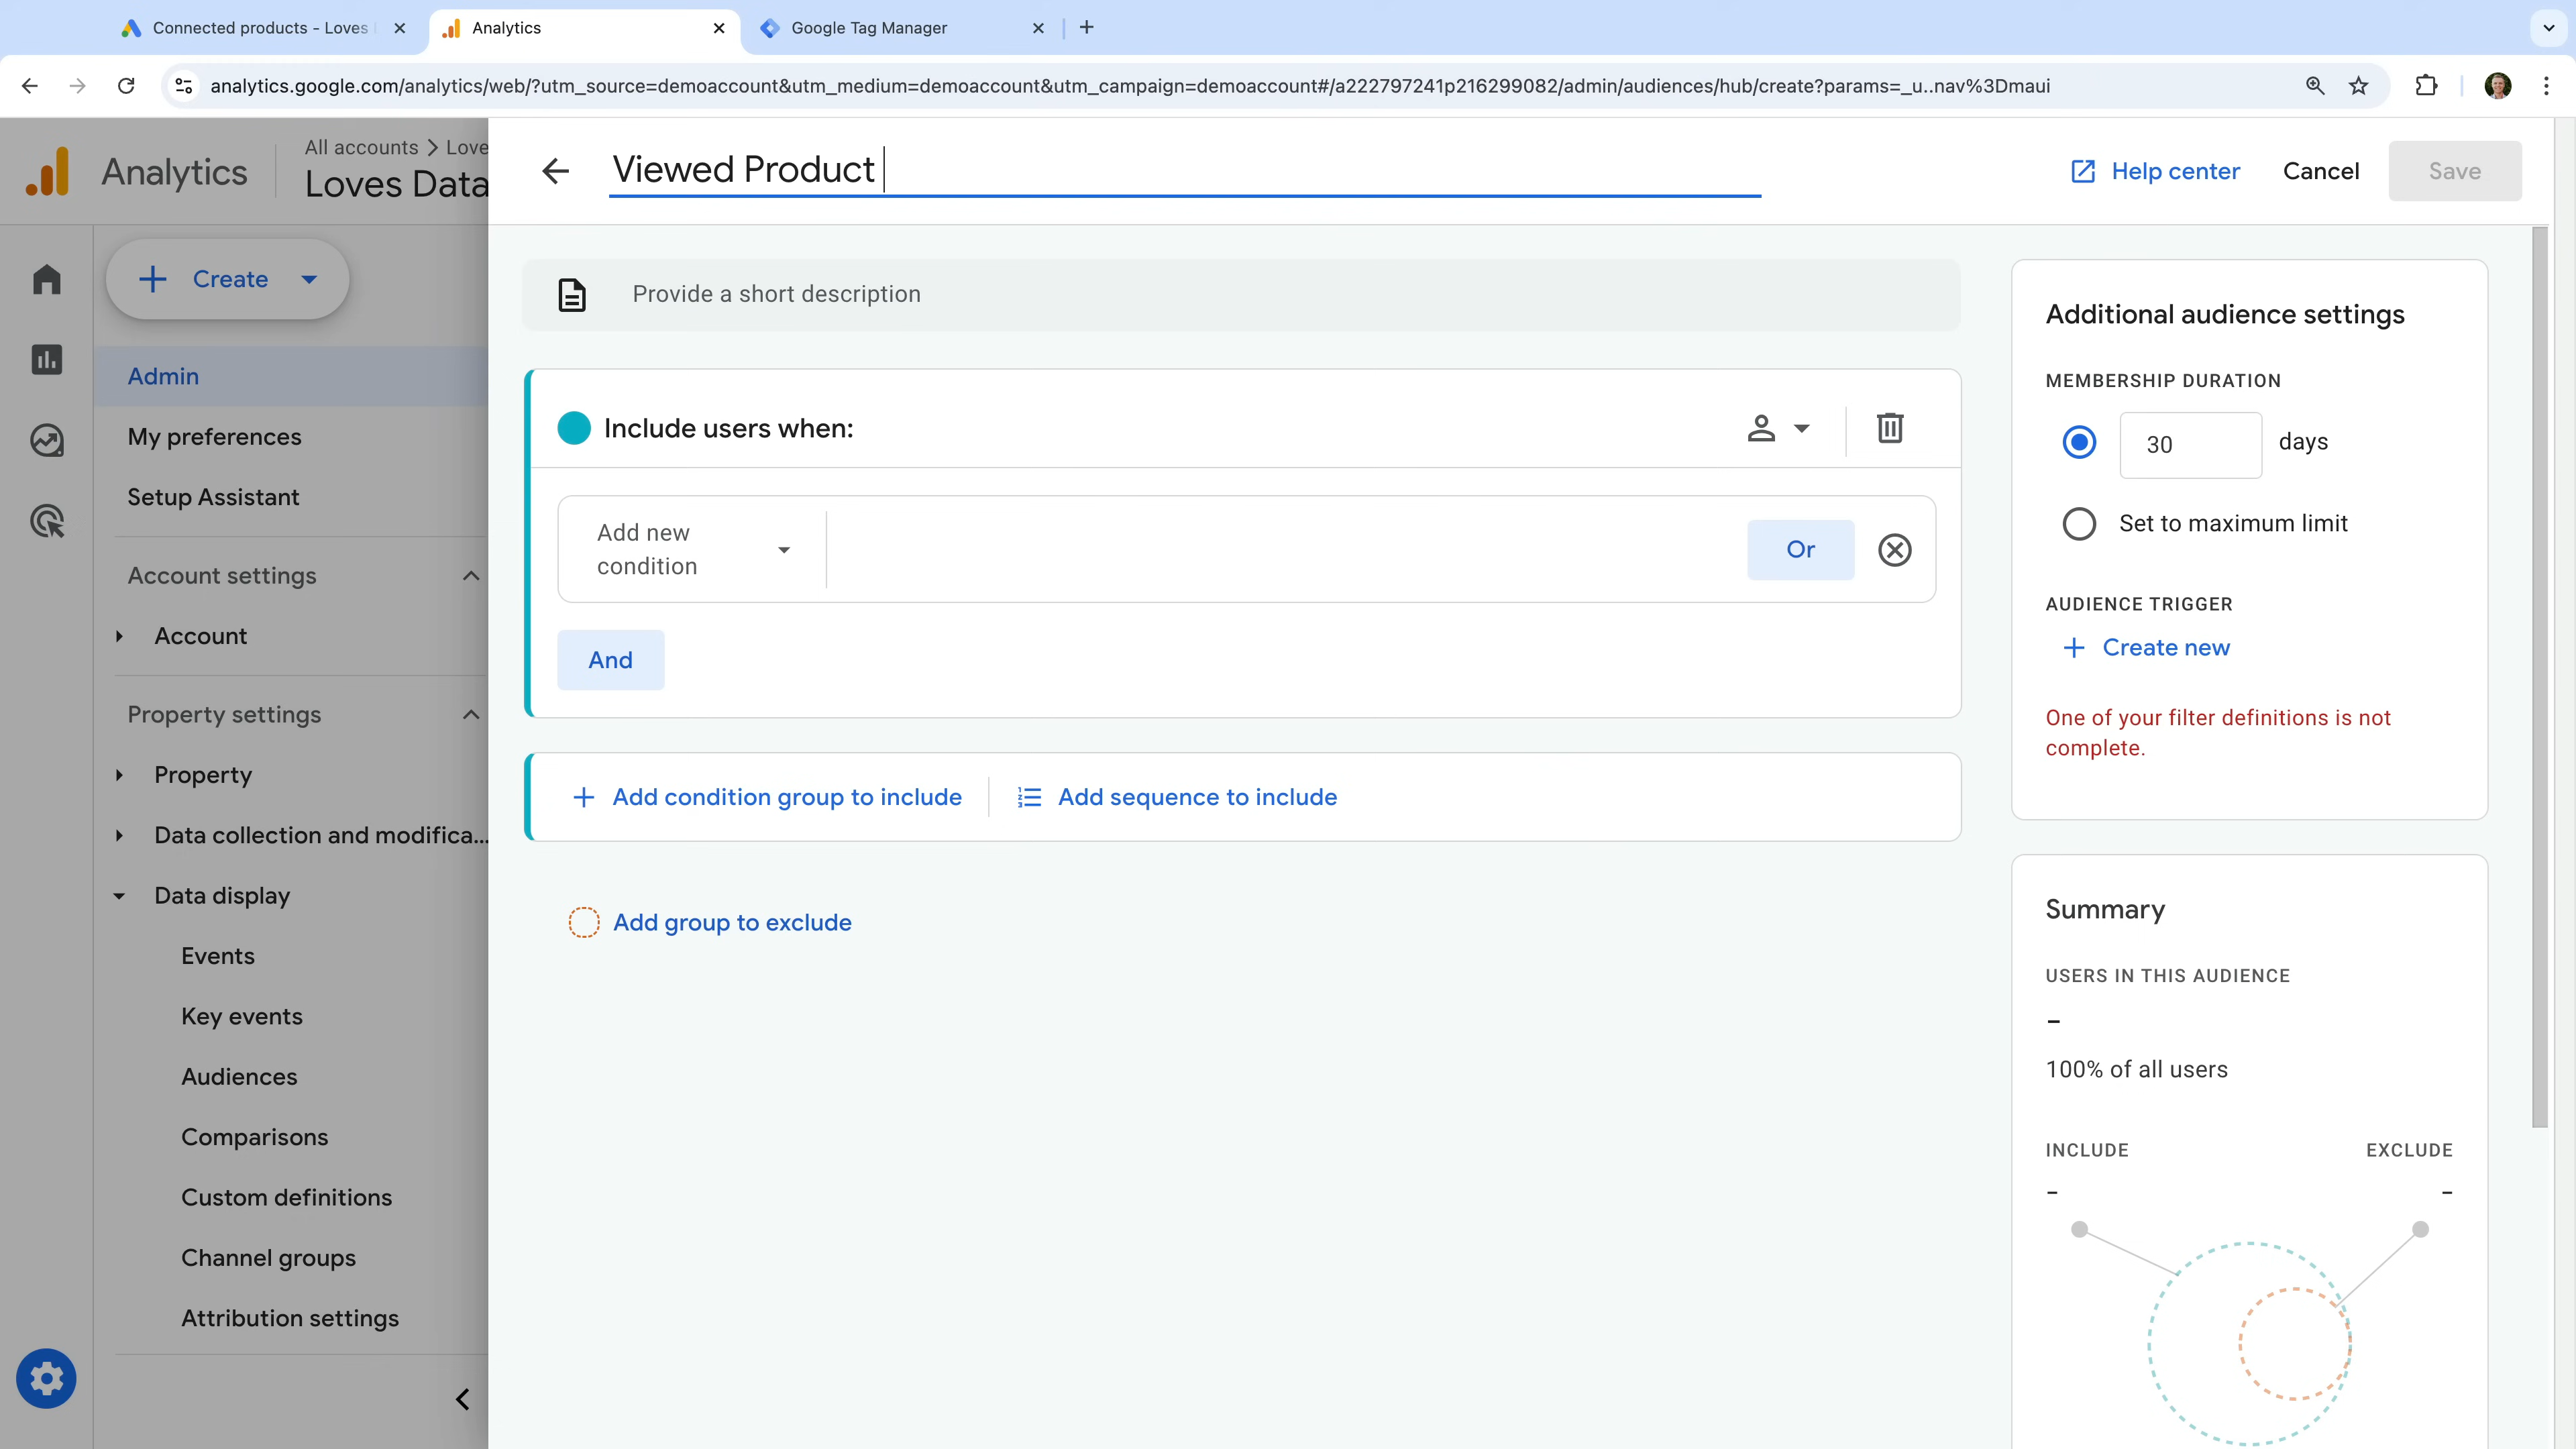 Connected products - Loves
Analytics
Google Tag Manager
analytics.google.com/analytics/web/?utm_source=demoaccount&utm_medium=demoaccount&utm_campaign=demoaccount#/a222797241p216299082/admin/audiences/hub/create?params=_u..nav%3Dmaui
Analytics
All accounts > Love
Loves Data
Viewed Product
Help center
Cancel
Save
Create
Admin
My preferences
Setup Assistant
Account settings
Account
Property settings
Property
Data collection and modifica...
Data display
Events
Key events
Audiences
Comparisons
Custom definitions
Channel groups
Attribution settings
Provide a short description
Include users when:
Add new
condition
Or
And
Add condition group to include
Add sequence to include
Add group to exclude
Additional audience settings
MEMBERSHIP DURATION
30 days
Set to maximum limit
AUDIENCE TRIGGER
Create new
One of your filter definitions is not
complete.
Summary
USERS IN THIS AUDIENCE
–
100% of all users
INCLUDE EXCLUDE
- -